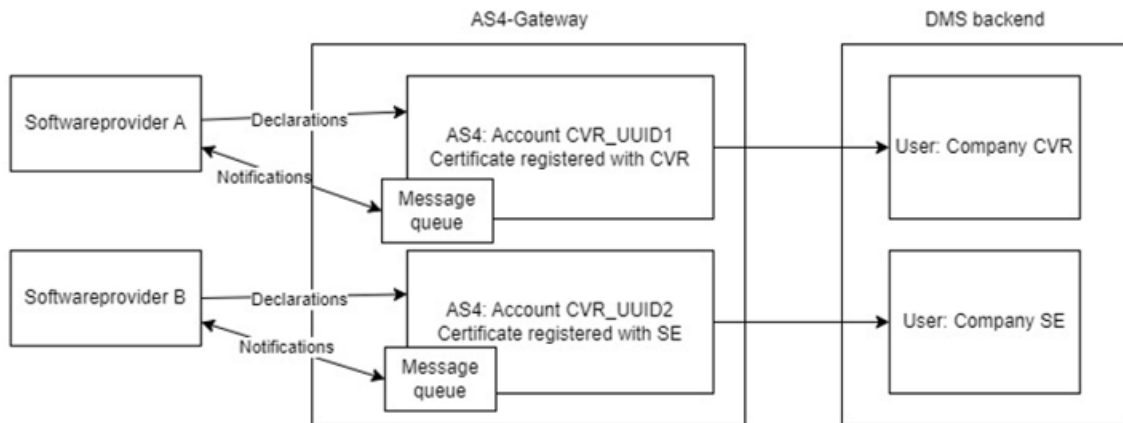 AS4-Gateway
DMS backend
Softwareprovider A
Declarations
Notifications
AS4: Account CVR_UUID1
Certificate registered with CVR
Message
queue
User: Company CVR
Softwareprovider B
Declarations
Notifications
AS4: Account CVR_UUID2
Certificate registered with SE
Message
queue
User: Company SE